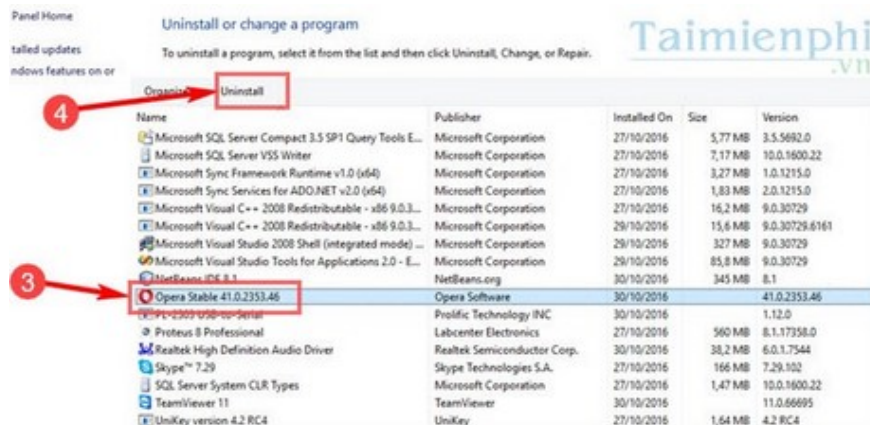 Panel Home
talled updates
ndows features on or
Uninstall or change a program
To uninstall a program, select it from the list and then click Uninstall, Change, or Repair.
Taimienphi
.vn
Organiz Uninstall
4
Name Publisher Installed On Size Version
Microsoft SQL Server Compact 3.5 SP1 Query Tools E... Microsoft Corporation 27/10/2016 5,77 MB 3.5.5692.0
Microsoft SQL Server VSS Writer Microsoft Corporation 27/10/2016 7,17 MB 10.0.1600.22
Microsoft Sync Framework Runtime v1.0 (x64) Microsoft Corporation 27/10/2016 3,27 MB 1.0.1215.0
Microsoft Sync Services for ADO.NET v2.0 (x64) Microsoft Corporation 27/10/2016 1,83 MB 2.0.1215.0
Microsoft Visual C++ 2008 Redistributable - x86 9.0.3... Microsoft Corporation 27/10/2016 16,2 MB 9.0.30729
Microsoft Visual C++ 2008 Redistributable - x86 9.0.3... Microsoft Corporation 29/10/2016 15,6 MB 9.0.30729.6161
Microsoft Visual Studio 2008 Shell (integrated mode) ... Microsoft Corporation 29/10/2016 327 MB 9.0.30729
Microsoft Visual Studio Tools for Applications 2.0 - E... Microsoft Corporation 29/10/2016 85,8 MB 9.0.30729
NetBeans IDE 8.1 NetBeans.org 30/10/2016 345 MB 8.1
3
Opera Stable 41.0.2353.46 Opera Software 30/10/2016 41.0.2353.46
PL-2303 USB-to-Serial Prolific Technology INC 30/10/2016 1.12.0
Proteus 8 Professional Labcenter Electronics 27/10/2016 560 MB 8.1.17358.0
Realtek High Definition Audio Driver Realtek Semiconductor Corp. 30/10/2016 38,2 MB 6.0.1.7544
Skype™ 7.29 Skype Technologies S.A. 27/10/2016 166 MB 7.29.102
SQL Server System CLR Types Microsoft Corporation 27/10/2016 1,47 MB 10.0.1600.22
TeamViewer 11 TeamViewer 30/10/2016 11.0.66695
UniKey version 4.2 RC4 UniKey 27/10/2016 1,64 MB 4.2 RC4